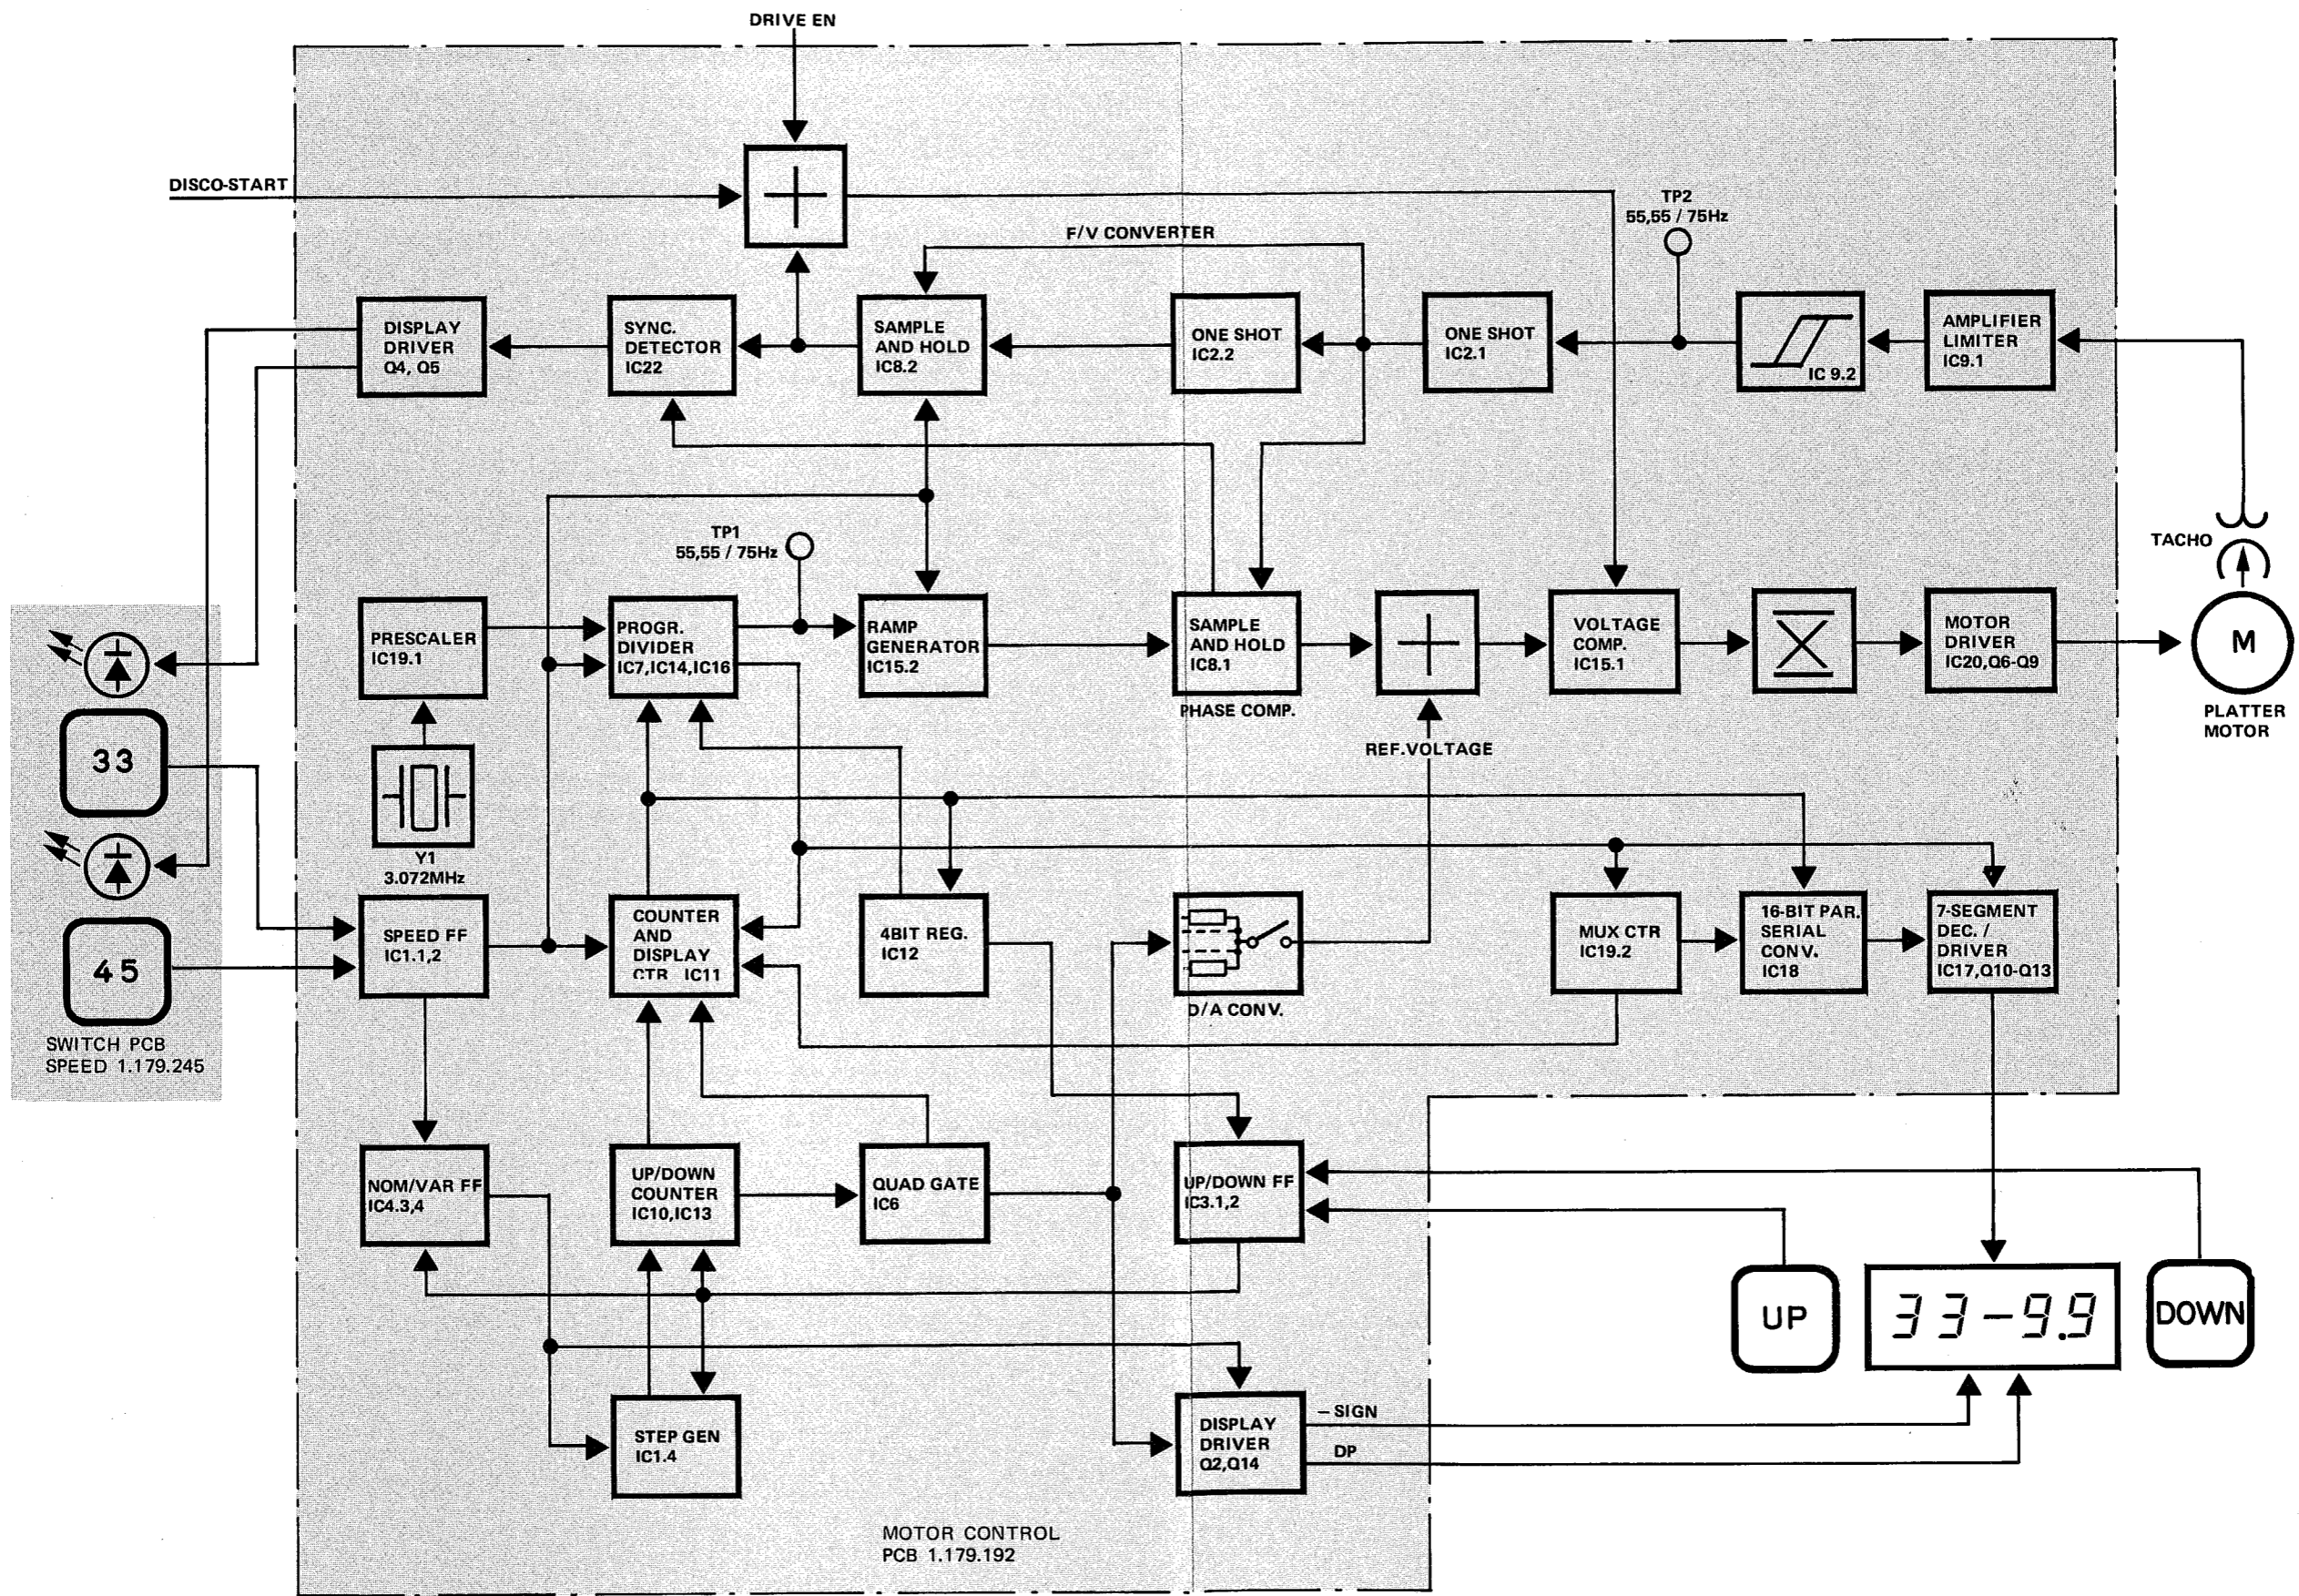 DRIVE EN
DISCO-START
F/V CONVERTER
TP2
55,55 / 75Hz
DISPLAY
DRIVER
Q4, Q5
SYNC.
DETECTOR
IC22
SAMPLE
AND HOLD
IC8.2
ONE SHOT
IC2.2
ONE SHOT
IC2.1
IC 9.2
AMPLIFIER
LIMITER
IC9.1
TP1
55,55 / 75Hz
TACHO
PRESCALER
IC19.1
PROGR.
DIVIDER
IC7,IC14,IC16
RAMP
GENERATOR
IC15.2
SAMPLE
AND HOLD
IC8.1
PHASE COMP.
VOLTAGE
COMP.
IC15.1
MOTOR
DRIVER
IC20,Q6-Q9
M
PLATTER
MOTOR
REF.VOLTAGE
33
Y1
3.072MHz
45
SWITCH PCB
SPEED 1.179.245
SPEED FF
IC1.1,2
COUNTER
AND
DISPLAY
CTR IC11
4BIT REG.
IC12
D/A CONV.
MUX CTR
IC19.2
16-BIT PAR.
SERIAL
CONV.
IC18
7-SEGMENT
DEC. /
DRIVER
IC17,Q10-Q13
NOM/VAR FF
IC4.3,4
UP/DOWN
COUNTER
IC10,IC13
QUAD GATE
IC6
UP/DOWN FF
IC3.1,2
UP
33-9.9
DOWN
STEP GEN
IC1.4
DISPLAY
DRIVER
Q2,Q14
– SIGN
DP
MOTOR CONTROL
PCB 1.179.192